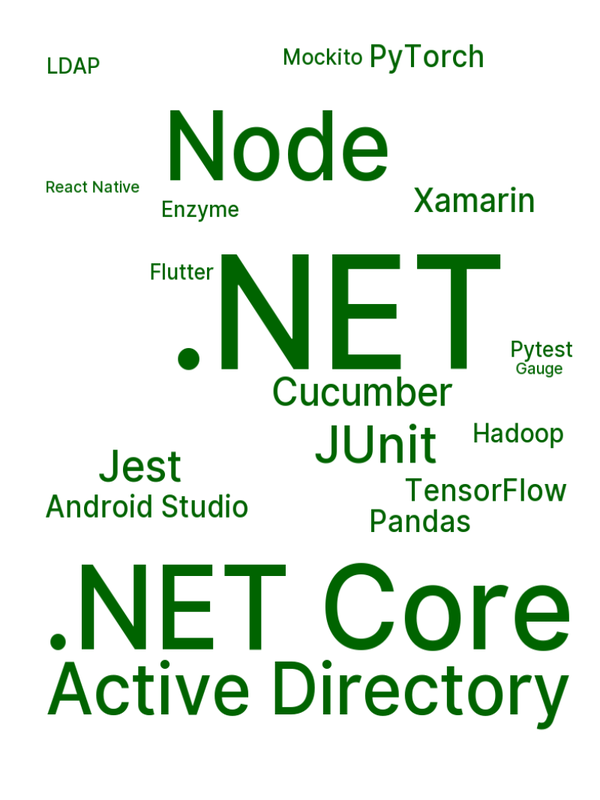 Mockito PyTorch
LDAP
Node
React Native
Xamarin
Enzyme
.NET
Flutter
Pytest
Gauge
Cucumber
JUnit
Hadoop
Jest
TensorFlow
Android Studio
Pandas
.NET Core
Active Directory